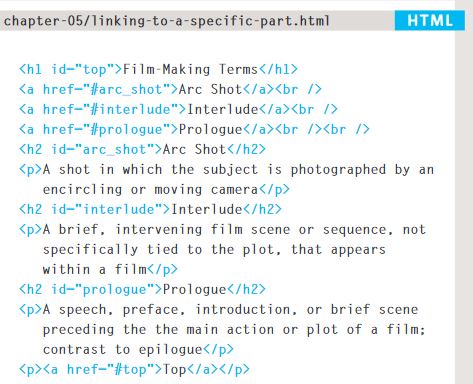 chapter-05/linking-to-a-specific-part.html HTML
<h1 id="top">Film-Making Terms</h1>
<a href="#arc_shot">Arc Shot</a><br />
<a href="#interlude">Interlude</a><br />
<a href="#prologue">Prologue</a><br /><br />
<h2 id="arc_shot">Arc Shot</h2>
<p>A shot in which the subject is photographed by an
encircling or moving camera</p>
<h2 id="interlude">Interlude</h2>
<p>A brief, intervening film scene or sequence, not
specifically tied to the plot, that appears
within a film</p>
<h2 id="prologue">Prologue</h2>
<p>A speech, preface, introduction, or brief scene
preceding the the main action or plot of a film;
contrast to epilogue</p>
<p><a href="#top">Top</a></p>